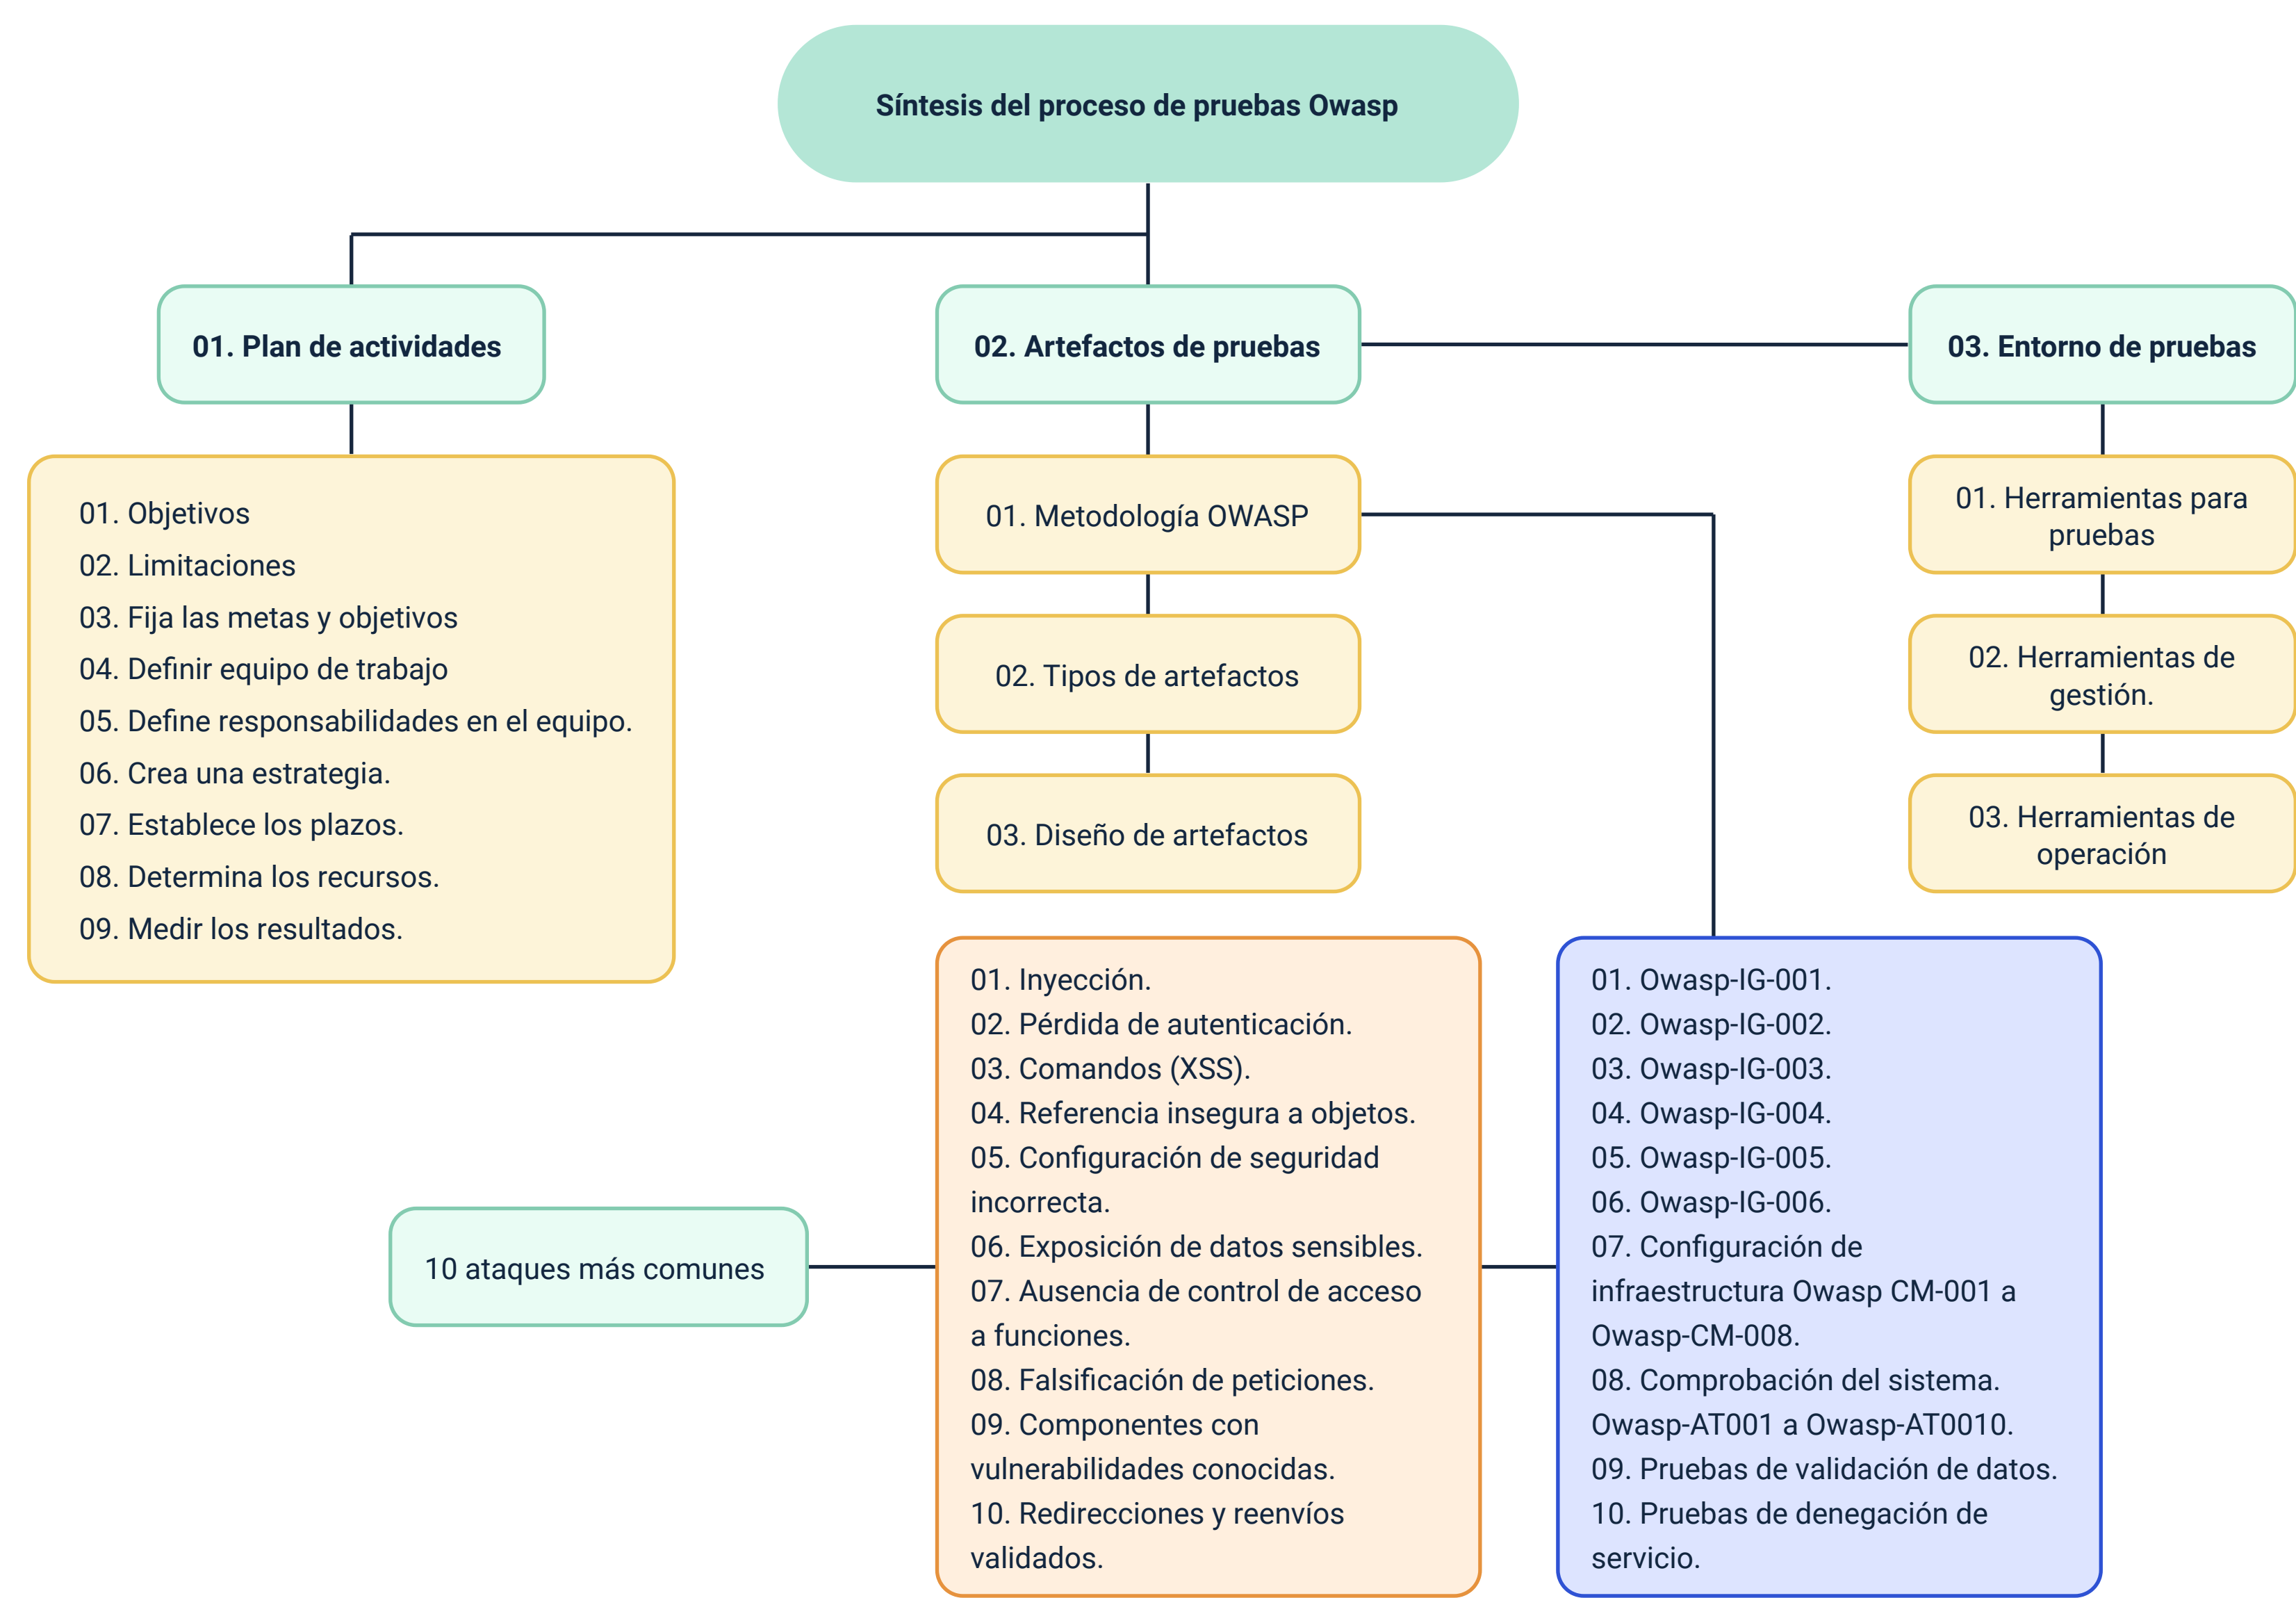 Síntesis del proceso de pruebas Owasp
01. Plan de actividades
01. Objetivos
02. Limitaciones
03. Fija las metas y objetivos
04. Definir equipo de trabajo
05. Define responsabilidades en el equipo.
06. Crea una estrategia.
07. Establece los plazos.
08. Determina los recursos.
09. Medir los resultados.
02. Artefactos de pruebas
01. Metodología OWASP
02. Tipos de artefactos
03. Diseño de artefactos
03. Entorno de pruebas
01. Herramientas para
pruebas
02. Herramientas de
gestión.
03. Herramientas de
operación
10 ataques más comunes
01. Inyección.
02. Pérdida de autenticación.
03. Comandos (XSS).
04. Referencia insegura a objetos.
05. Configuración de seguridad
incorrecta.
06. Exposición de datos sensibles.
07. Ausencia de control de acceso
a funciones.
08. Falsificación de peticiones.
09. Componentes con
vulnerabilidades conocidas.
10. Redirecciones y reenvíos
validados.
01. Owasp-IG-001.
02. Owasp-IG-002.
03. Owasp-IG-003.
04. Owasp-IG-004.
05. Owasp-IG-005.
06. Owasp-IG-006.
07. Configuración de
infraestructura Owasp CM-001 a
Owasp-CM-008.
08. Comprobación del sistema.
Owasp-AT001 a Owasp-AT0010.
09. Pruebas de validación de datos.
10. Pruebas de denegación de
servicio.